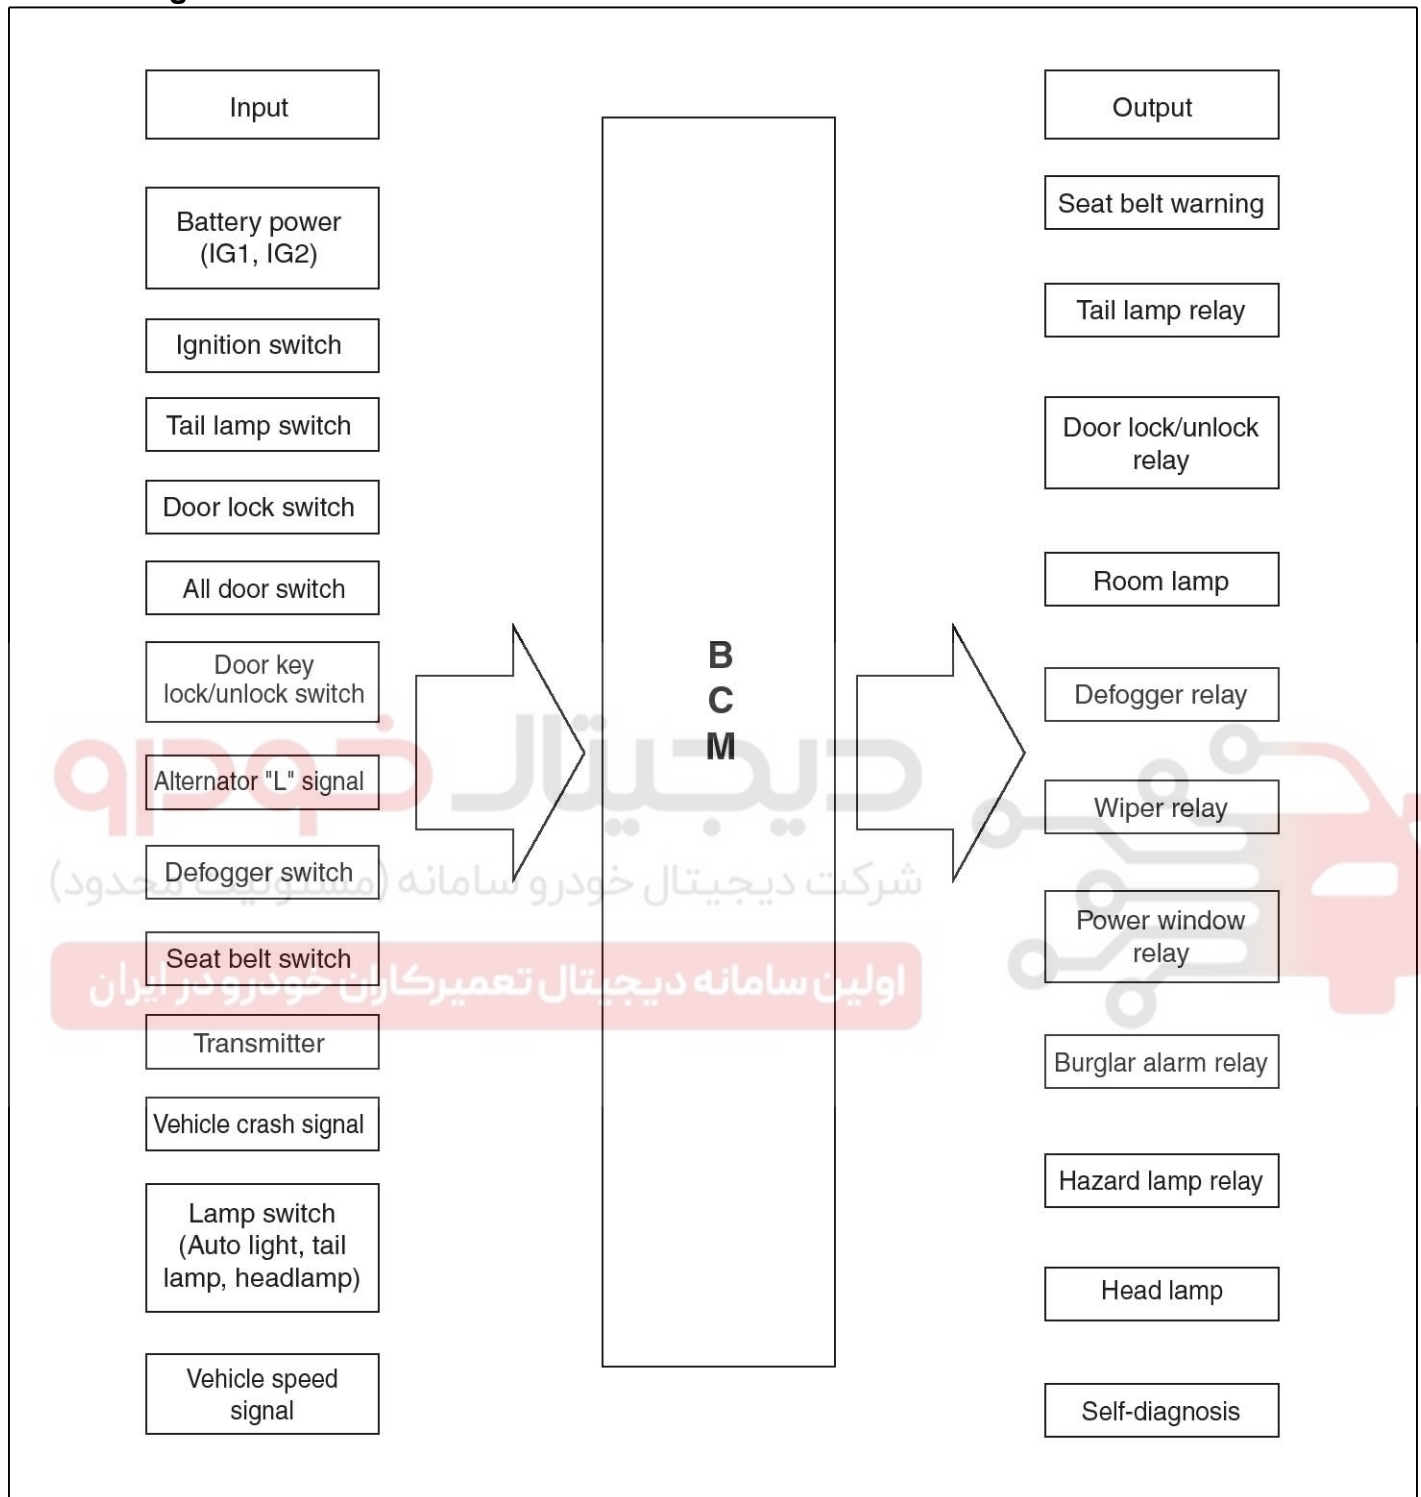 Input
Battery power
(IG1, IG2)
Ignition switch
Tail lamp switch
Door lock switch
All door switch
Door key
lock/unlock switch
Alternator "L" signal
Defogger switch
Seat belt switch
Transmitter
Vehicle crash signal
Lamp switch
(Auto light, tail
lamp, headlamp)
Vehicle speed
signal
B
C
M
Output
Seat belt warning
Tail lamp relay
Door lock/unlock
relay
Room lamp
Defogger relay
Wiper relay
Power window
relay
Burglar alarm relay
Hazard lamp relay
Head lamp
Self-diagnosis
دیجیتال خودرو
شرکت دیجیتال خودرو سامانه (مسئولیت محدود)
اولین سامانه دیجیتال تعمیرکاران خودرو در ایران